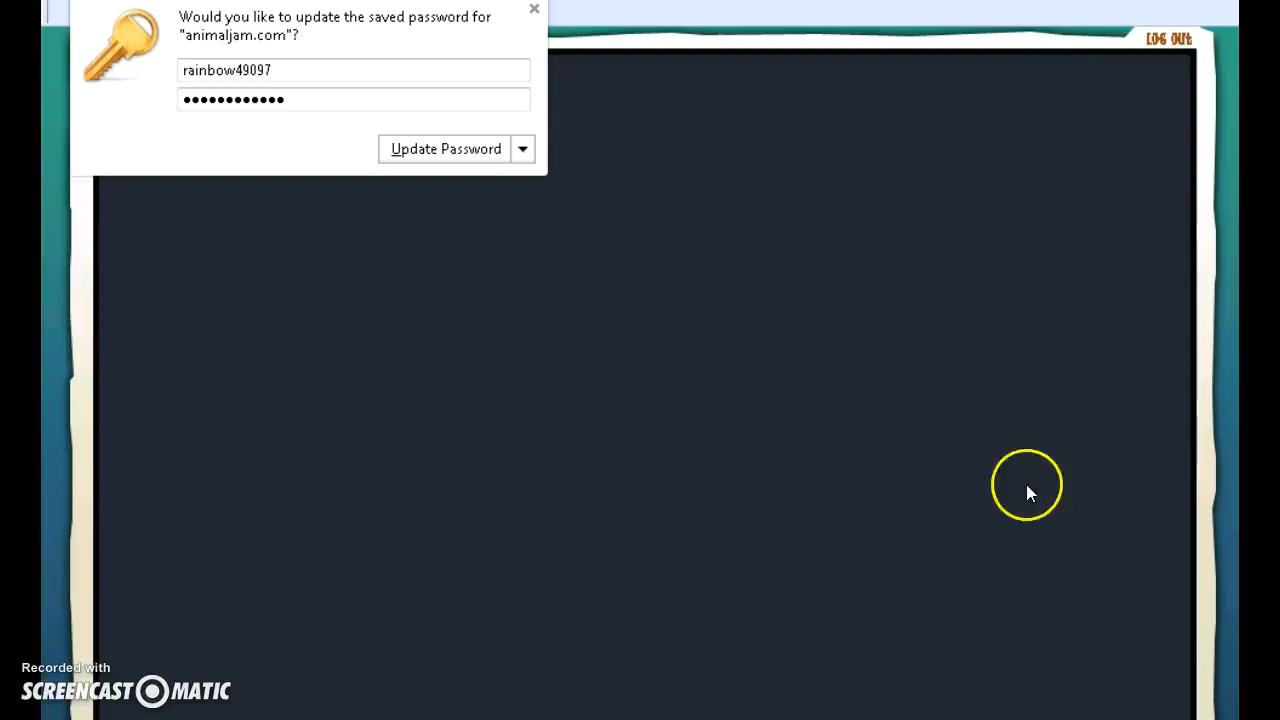 Would you like to update the saved password for
"animaljam.com"?
rainbow49097
●●●●●●●●●●●●
Update Password
LOG OUT
Recorded with
SCREENCAST MATIC